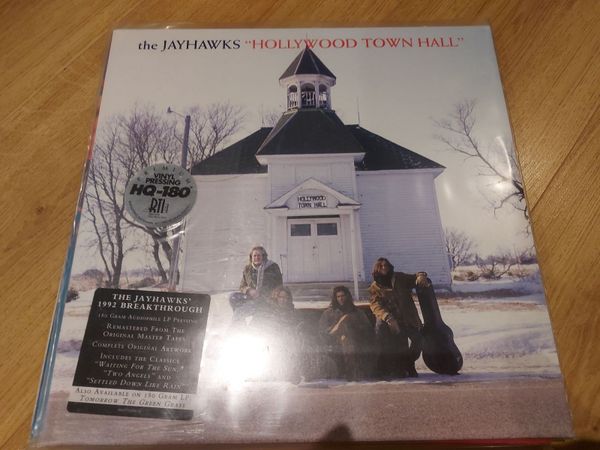 the JAYHAWKS "HOLLYWOOD TOWN HALL"
PREMIUM
VINYL
PRESSING
HQ-180
RTI
HOLLYWOOD
TOWN HALL
THE JAYHAWKS'
1992 BREAKTHROUGH
180 GRAM AUDIOPHILE LP PRESSING
REMASTERED FROM THE
ORIGINAL MASTER TAPES
COMPLETE ORIGINAL ARTWORK
INCLUDES THE CLASSICS
"WAITING FOR THE SUN,"
"TWO ANGELS" AND
"SETTLED DOWN LIKE RAIN"
ALSO AVAILABLE ON 180 GRAM LP
TOMORROW THE GREEN GRASS